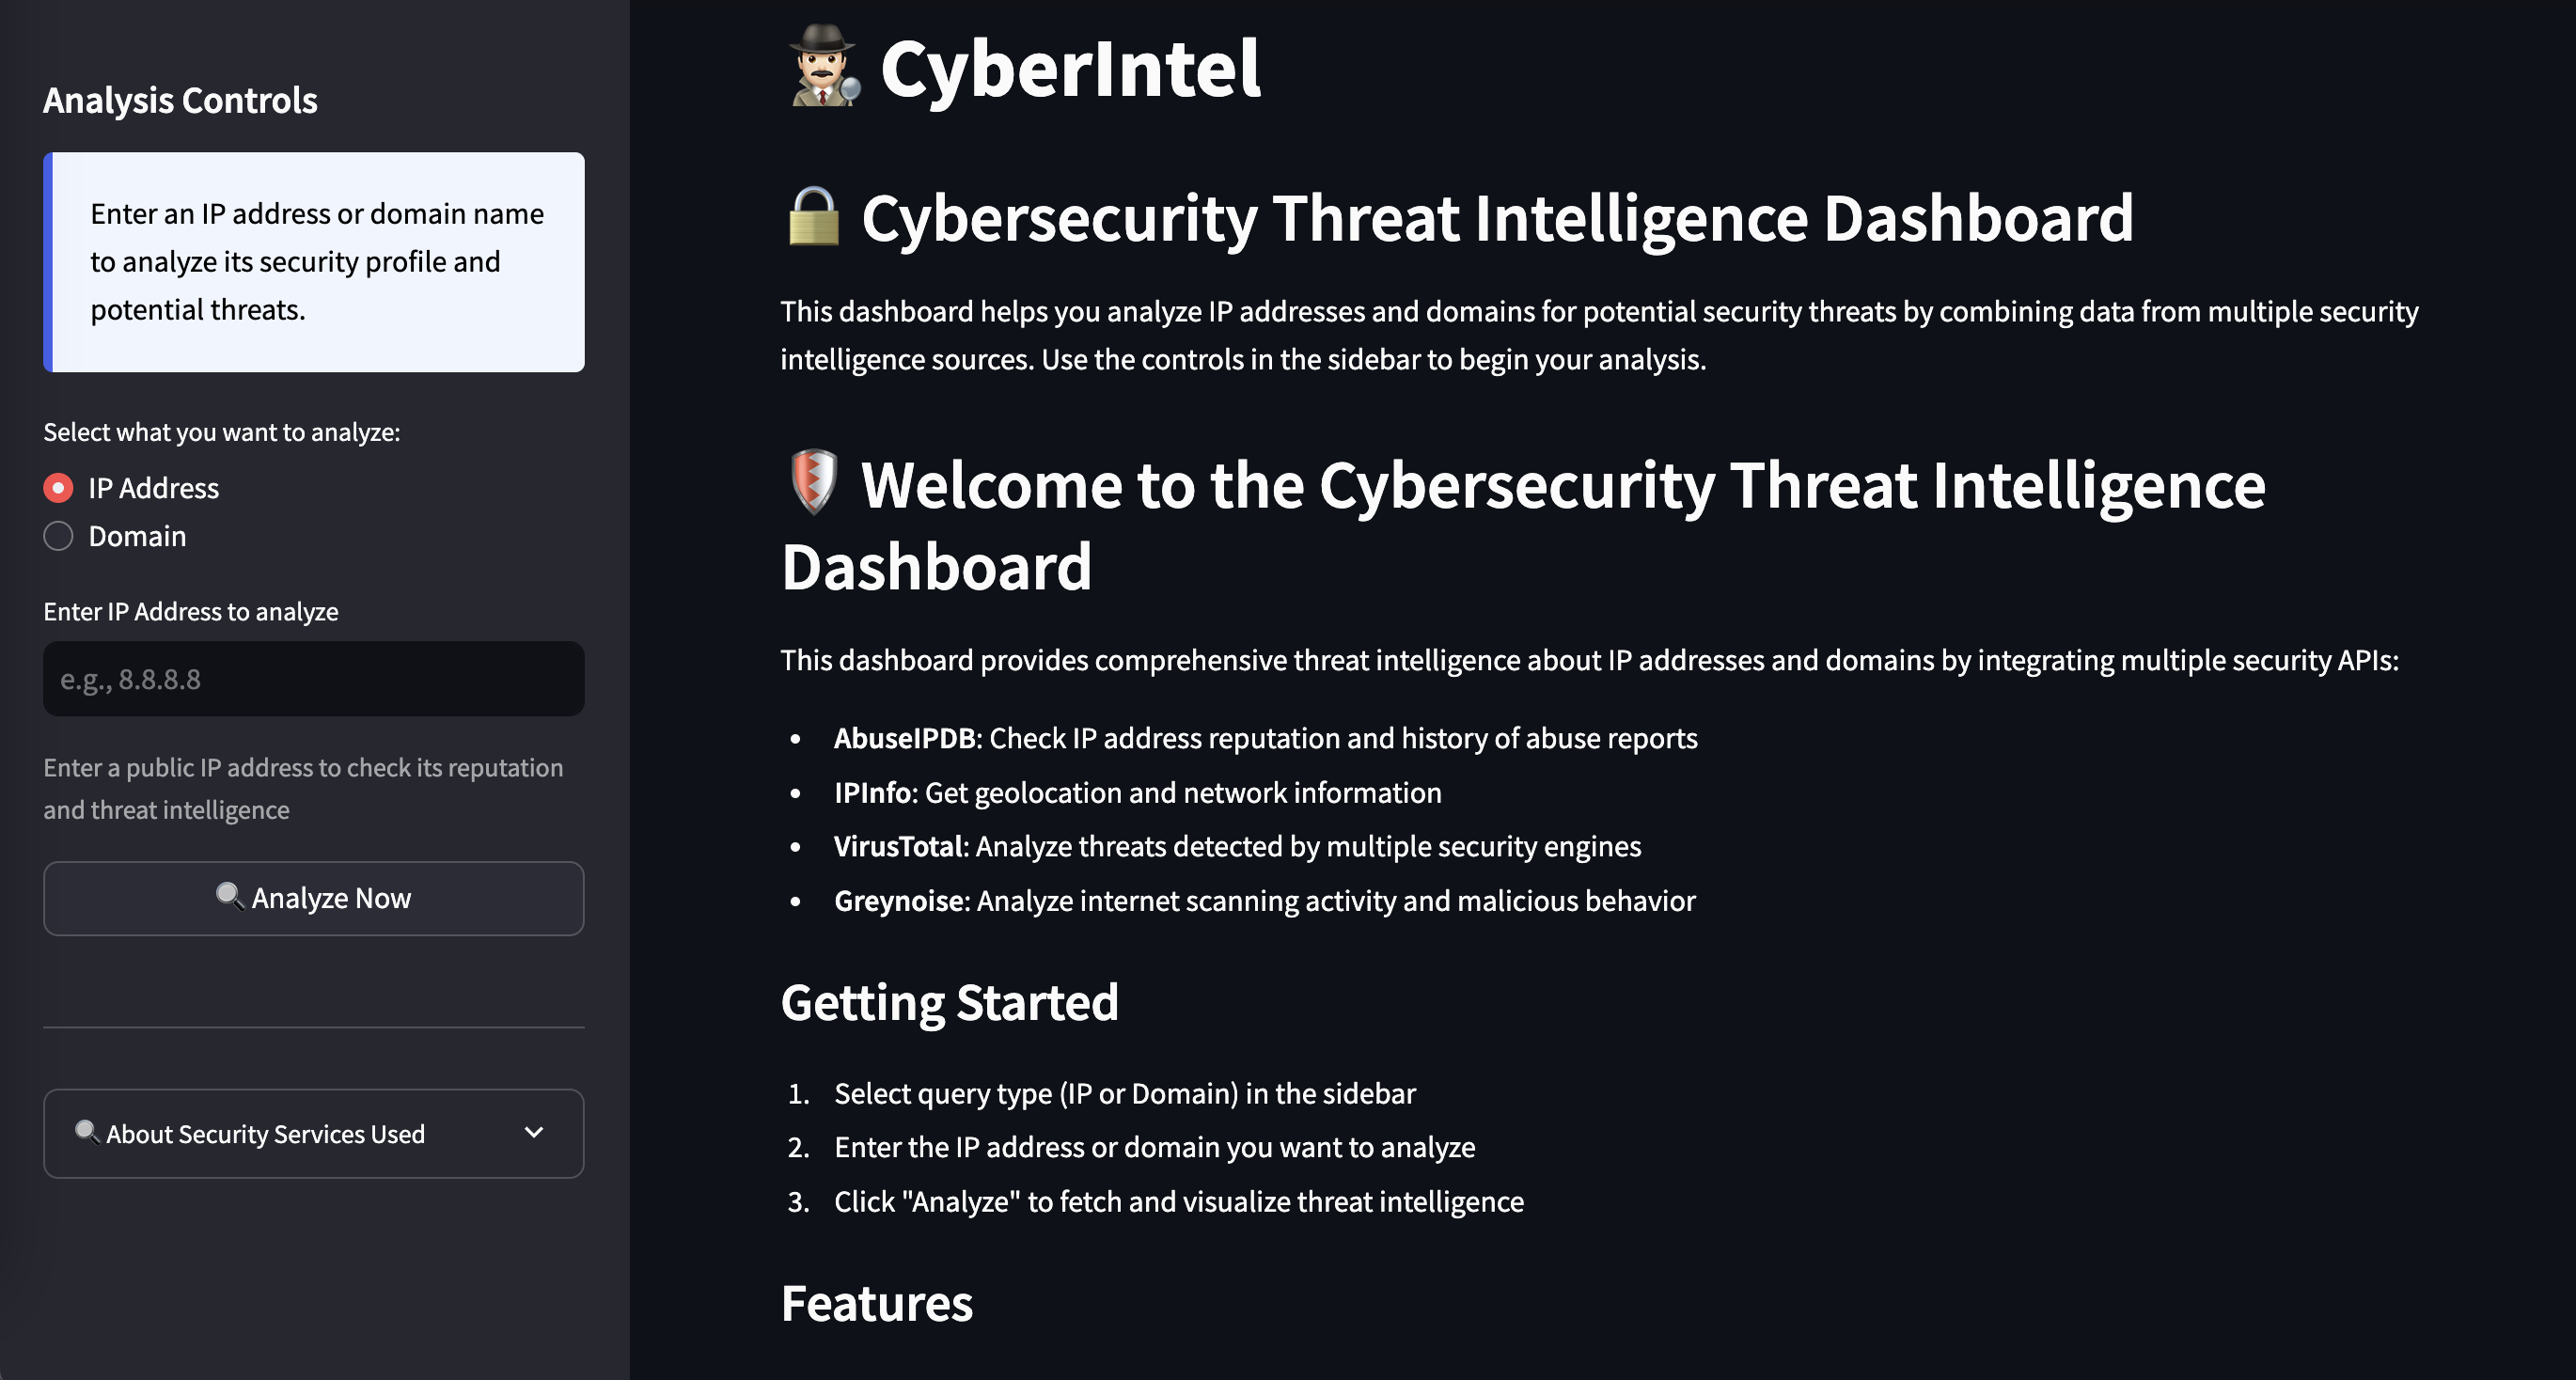 Analysis Controls
Enter an IP address or domain name
to analyze its security profile and
potential threats.
Select what you want to analyze:
IP Address
Domain
Enter IP Address to analyze
e.g., 8.8.8.8
Enter a public IP address to check its reputation
and threat intelligence
Analyze Now
About Security Services Used
CyberIntel
Cybersecurity Threat Intelligence Dashboard
This dashboard helps you analyze IP addresses and domains for potential security threats by combining data from multiple security
intelligence sources. Use the controls in the sidebar to begin your analysis.
Welcome to the Cybersecurity Threat Intelligence
Dashboard
This dashboard provides comprehensive threat intelligence about IP addresses and domains by integrating multiple security APIs:
• AbuseIPDB: Check IP address reputation and history of abuse reports
• IPInfo: Get geolocation and network information
• VirusTotal: Analyze threats detected by multiple security engines
• Greynoise: Analyze internet scanning activity and malicious behavior
Getting Started
1. Select query type (IP or Domain) in the sidebar
2. Enter the IP address or domain you want to analyze
3. Click "Analyze" to fetch and visualize threat intelligence
Features